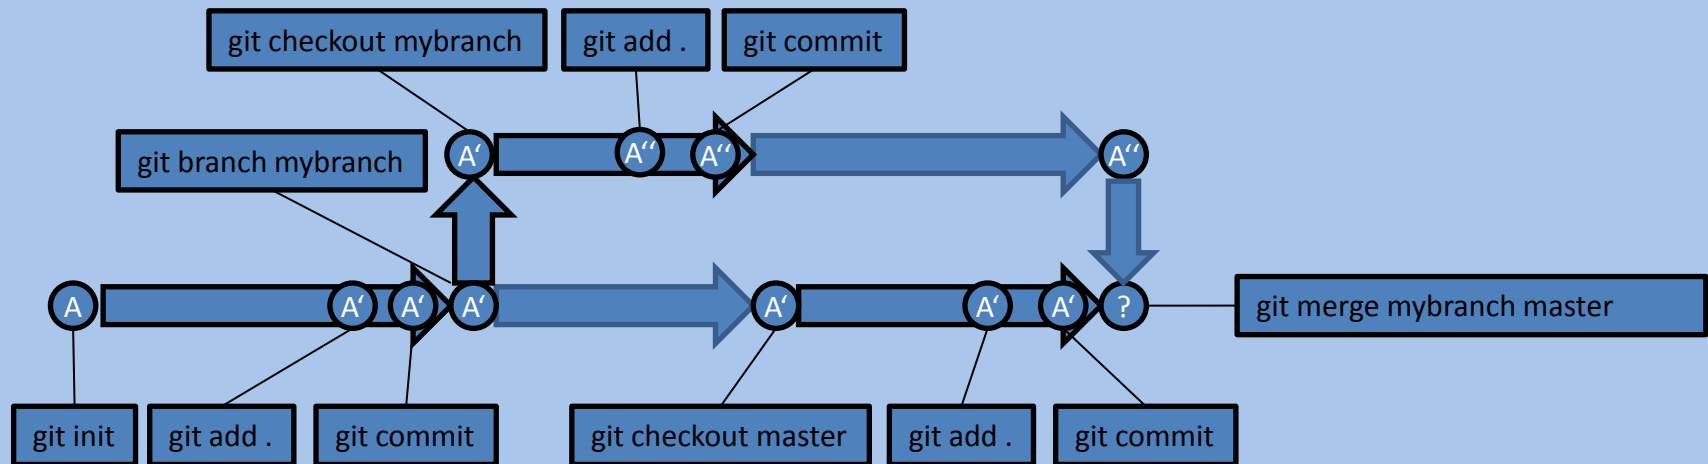 git checkout mybranch
git add .
git commit
git branch mybranch
A‘
A‘‘
A‘‘
A‘‘
A
A‘
A‘
A‘
A‘
A‘
A‘
?
git merge mybranch master
git init
git add .
git commit
git checkout master
git add .
git commit